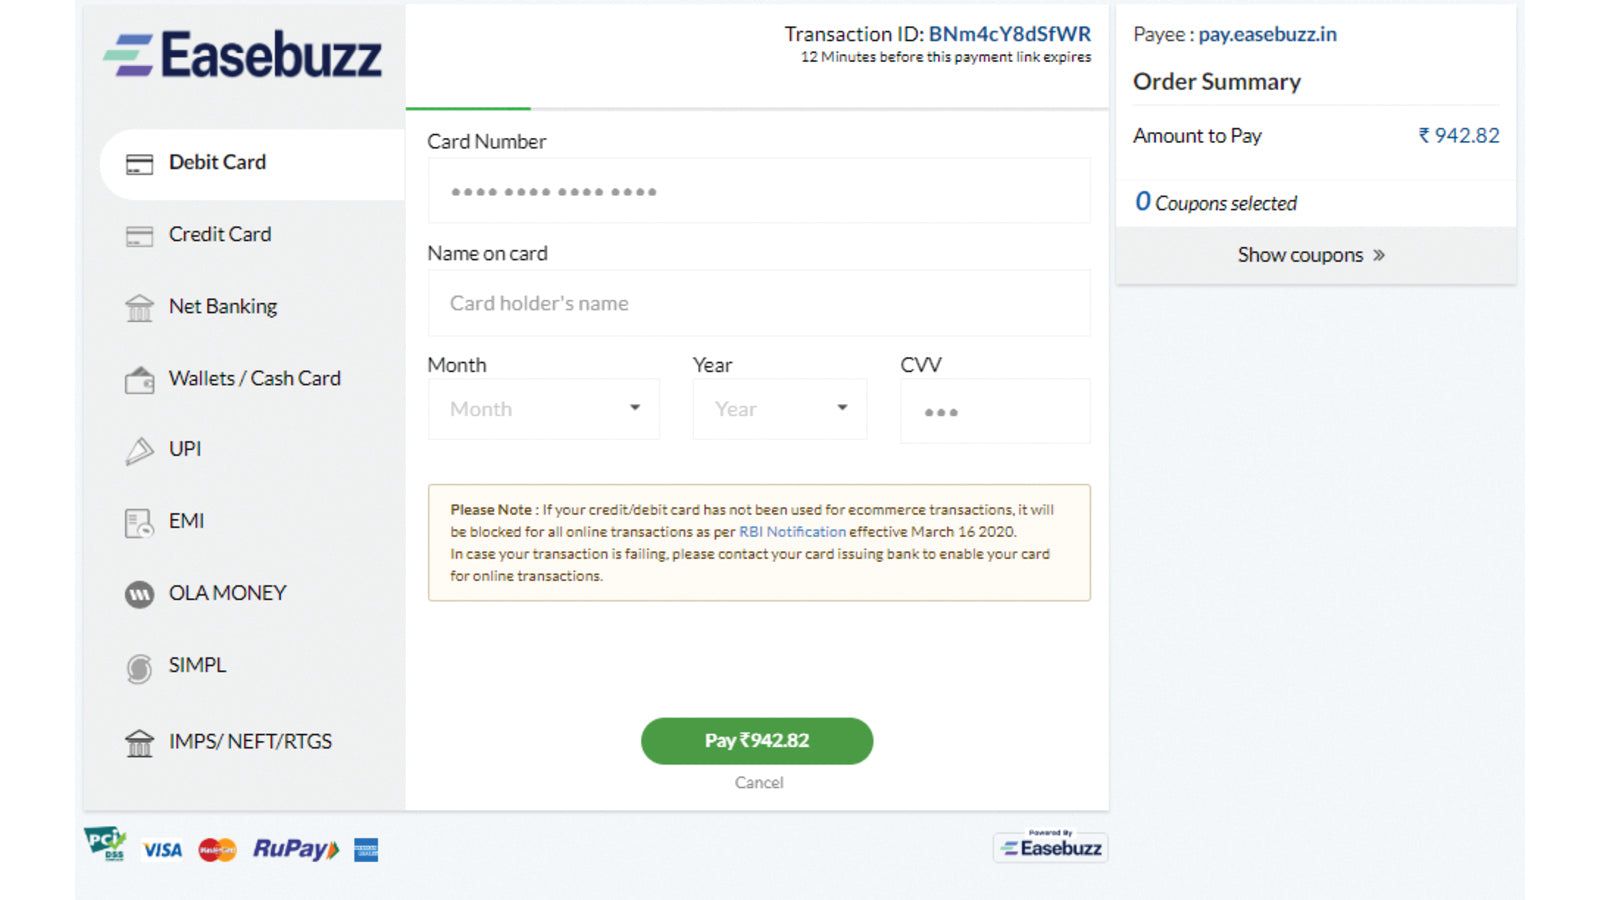 Easebuzz
Debit Card
Credit Card
Net Banking
Wallets / Cash Card
UPI
EMI
OLA MONEY
SIMPL
IMPS/ NEFT/RTGS
Transaction ID: BNm4cY8dSfWR
12 Minutes before this payment link expires
Card Number
Name on card
Card holder's name
Month Year CVV
Month Year
Please Note : If your credit/debit card has not been used for ecommerce transactions, it will
be blocked for all online transactions as per RBI Notification effective March 16 2020.
In case your transaction is failing, please contact your card issuing bank to enable your card
for online transactions.
Pay ₹942.82
Cancel
Payee : pay.easebuzz.in
Order Summary
Amount to Pay ₹ 942.82
0 Coupons selected
Show coupons »
PCI
DSS
VISA
MasterCard
RuPay
Powered By
Easebuzz